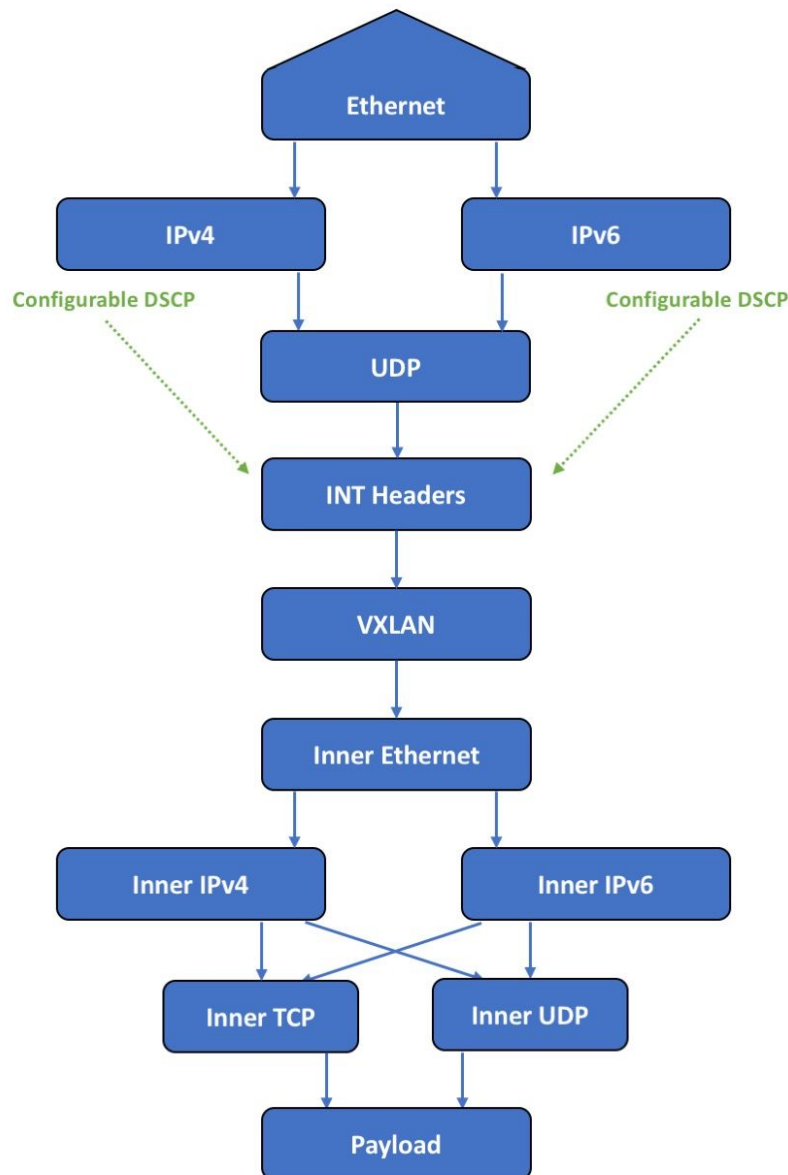 Ethernet
IPv4
IPv6
Configurable DSCP
Configurable DSCP
UDP
INT Headers
VXLAN
Inner Ethernet
Inner IPv4
Inner IPv6
Inner TCP
Inner UDP
Payload